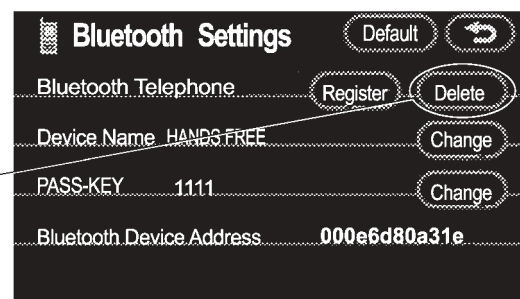 Bluetooth Settings Default
Bluetooth Telephone Register Delete
Device Name HANDS FREE Change
PASS-KEY 1111 Change
Bluetooth Device Address 000e6d80a31e